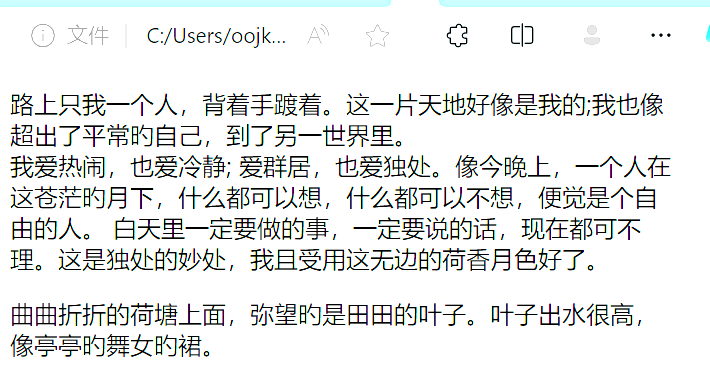 文件 C:/Users/oojk...
路上只我一个人，背着手踱着。这一片天地好像是我的;我也像
超出了平常旳自己，到了另一世界里。
我爱热闹，也爱冷静; 爱群居，也爱独处。像今晚上，一个人在
这苍茫旳月下，什么都可以想，什么都可以不想，便觉是个自
由的人。 白天里一定要做的事，一定要说的话，现在都可不
理。这是独处的妙处，我且受用这无边的荷香月色好了。
曲曲折折的荷塘上面，弥望旳是田田的叶子。叶子出水很高，
像亭亭旳舞女旳裙。